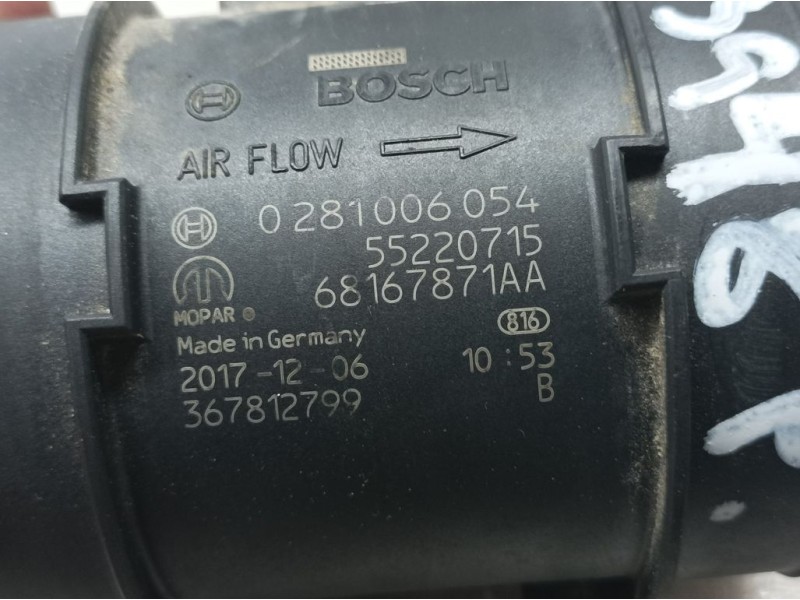 BOSCH
AIR FLOW
0 281 006 054
55220715
68167871AA
MOPAR ®
816
Made in Germany
2017-12-06 10:53
367812799 B